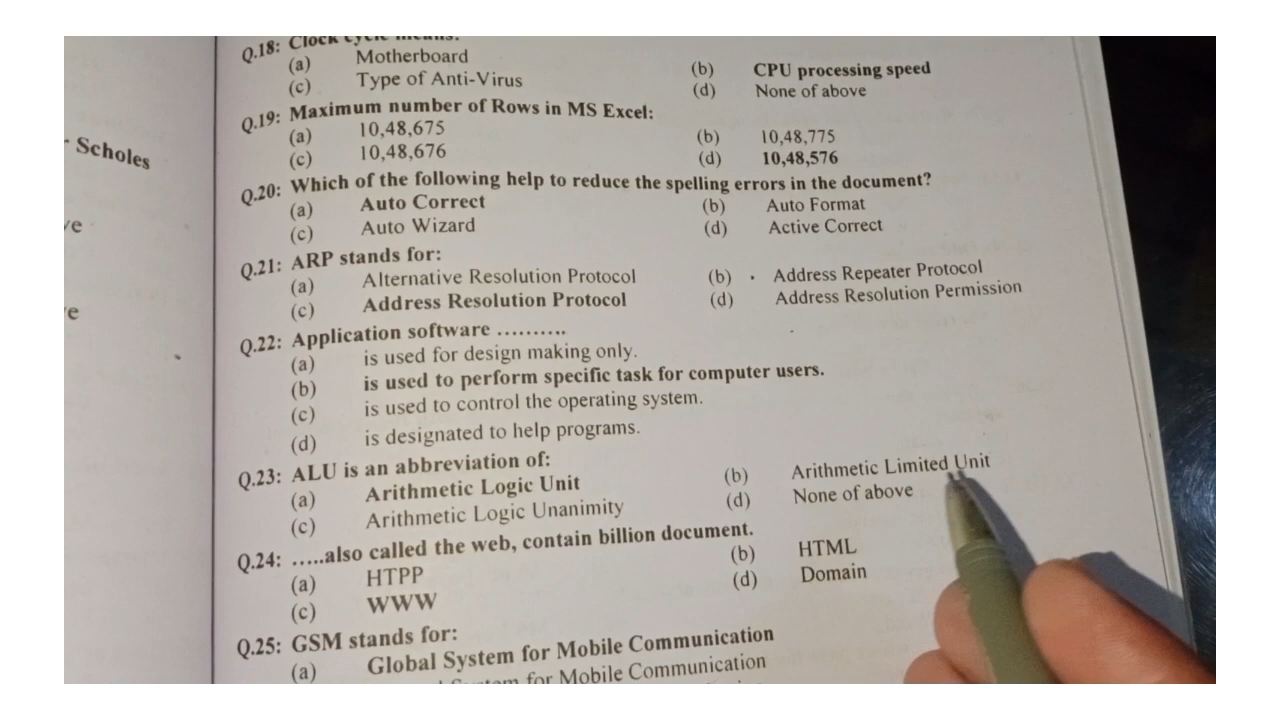 - Scholes
ve
e
Q.18: Clock cycle means:
(a) Motherboard (b) CPU processing speed
(c) Type of Anti-Virus (d) None of above
Q.19: Maximum number of Rows in MS Excel:
(a) 10,48,675 (b) 10,48,775
(c) 10,48,676 (d) 10,48,576
Q.20: Which of the following help to reduce the spelling errors in the document?
(a) Auto Correct (b) Auto Format
(c) Auto Wizard (d) Active Correct
Q.21: ARP stands for:
(a) Alternative Resolution Protocol (b) Address Repeater Protocol
(c) Address Resolution Protocol (d) Address Resolution Permission
Q.22: Application software ..........
(a) is used for design making only.
(b) is used to perform specific task for computer users.
(c) is used to control the operating system.
(d) is designated to help programs.
Q.23: ALU is an abbreviation of:
(a) Arithmetic Logic Unit (b) Arithmetic Limited Unit
(c) Arithmetic Logic Unanimity (d) None of above
Q.24: .....also called the web, contain billion document.
(a) HTPP (b) HTML
(c) WWW (d) Domain
Q.25: GSM stands for:
(a) Global System for Mobile Communication
for Mobile Communication